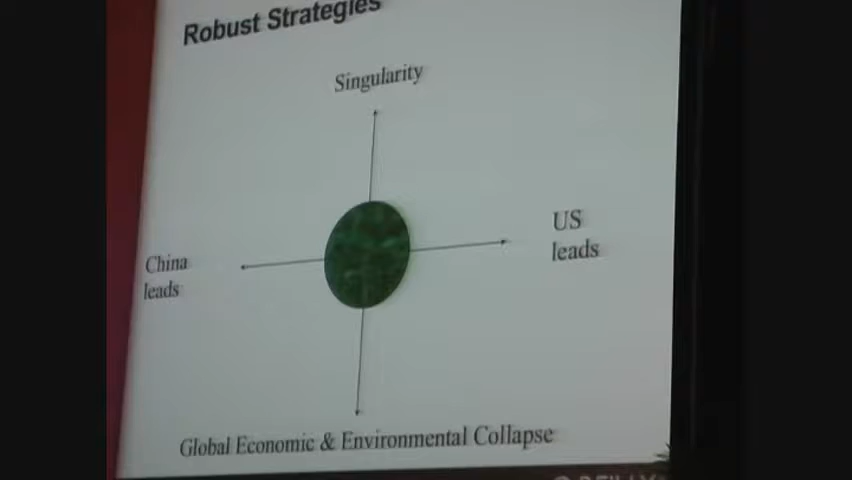 Robust Strategies
Singularity
US
leads
China
leads
Global Economic & Environmental Collapse